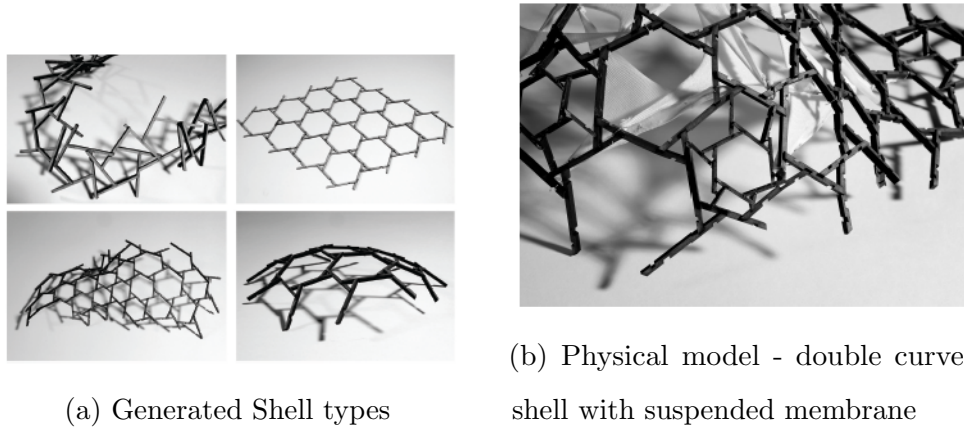 (a) Generated Shell types
(b) Physical model - double curve
shell with suspended membrane